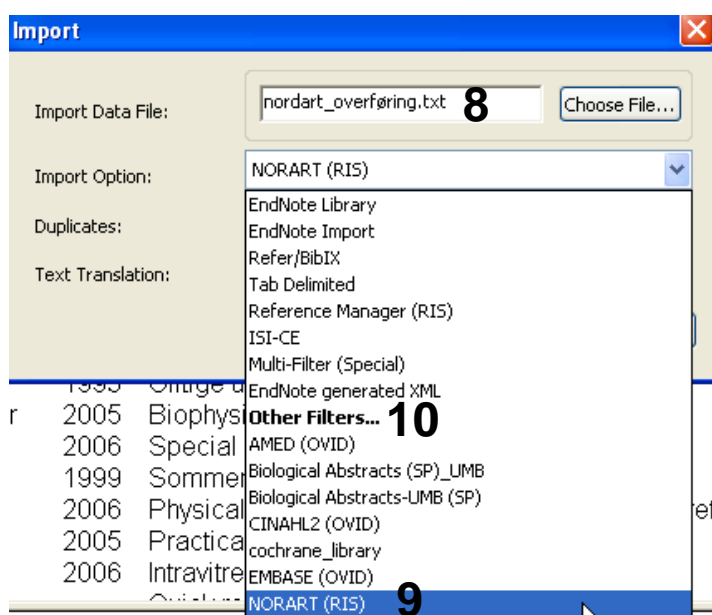 Import
Import Data File: nordart_overføring.txt 8 Choose File...
Import Option: NORART (RIS)
EndNote Library
Duplicates: EndNote Import
Refer/BibIX
Text Translation: Tab Delimited
Reference Manager (RIS)
ISI-CE
Multi-Filter (Special)
EndNote generated XML
r 2005 Biophysi Other Filters... 10
2006 Special AMED (OVID)
1999 Sommer Biological Abstracts (SP)_UMB
2006 Physical Biological Abstracts-UMB (SP)
2005 Practica CINAHL2 (OVID)
cochrane_library
2006 Intravitre EMBASE (OVID)
NORART (RIS) 9